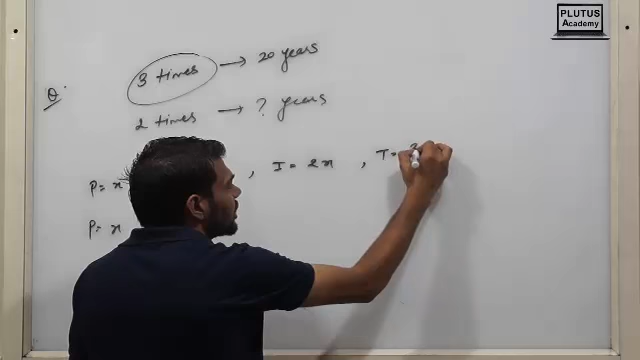 PLUTUS
Academy
Q. 3 times → 20 years
2 times → ? years
P = x , I = 2x , T =
P = x